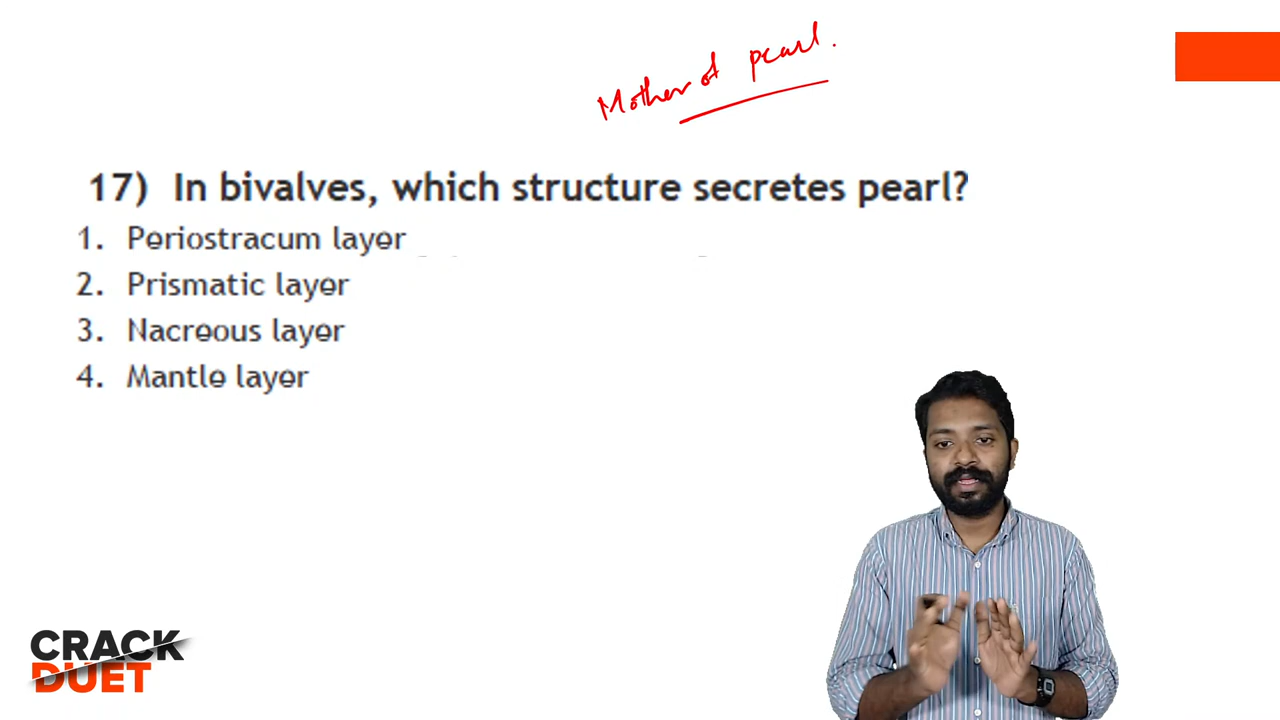 Mother of pearl.
17) In bivalves, which structure secretes pearl?
1. Periostracum layer
2. Prismatic layer
3. Nacreous layer
4. Mantle layer
CRACK
DUET